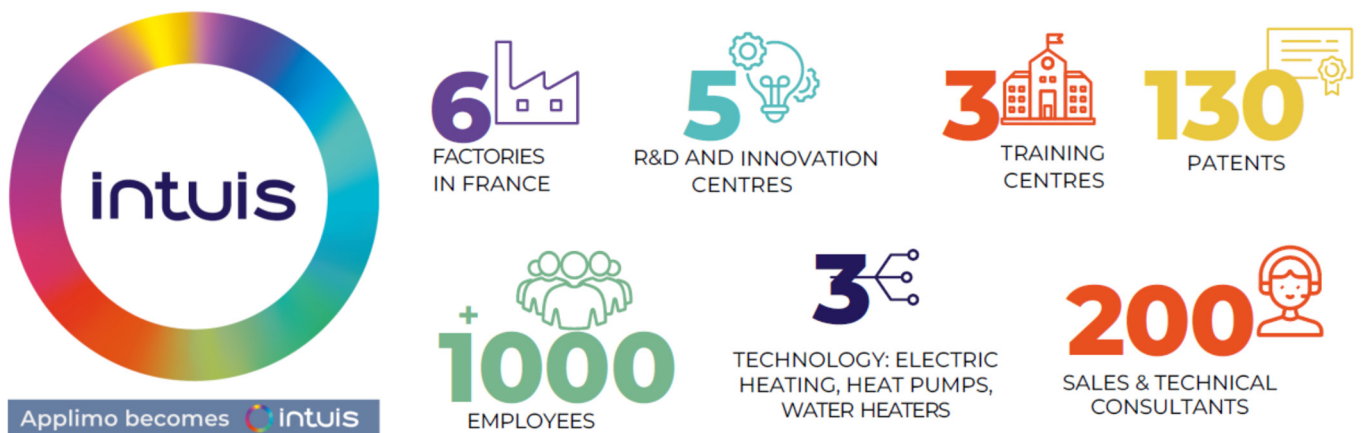 intuis
Applimo becomes intuis
6
FACTORIES
IN FRANCE
5
R&D AND INNOVATION
CENTRES
3
TRAINING
CENTRES
130
PATENTS
+
1000
EMPLOYEES
3
TECHNOLOGY: ELECTRIC
HEATING, HEAT PUMPS,
WATER HEATERS
200
SALES & TECHNICAL
CONSULTANTS